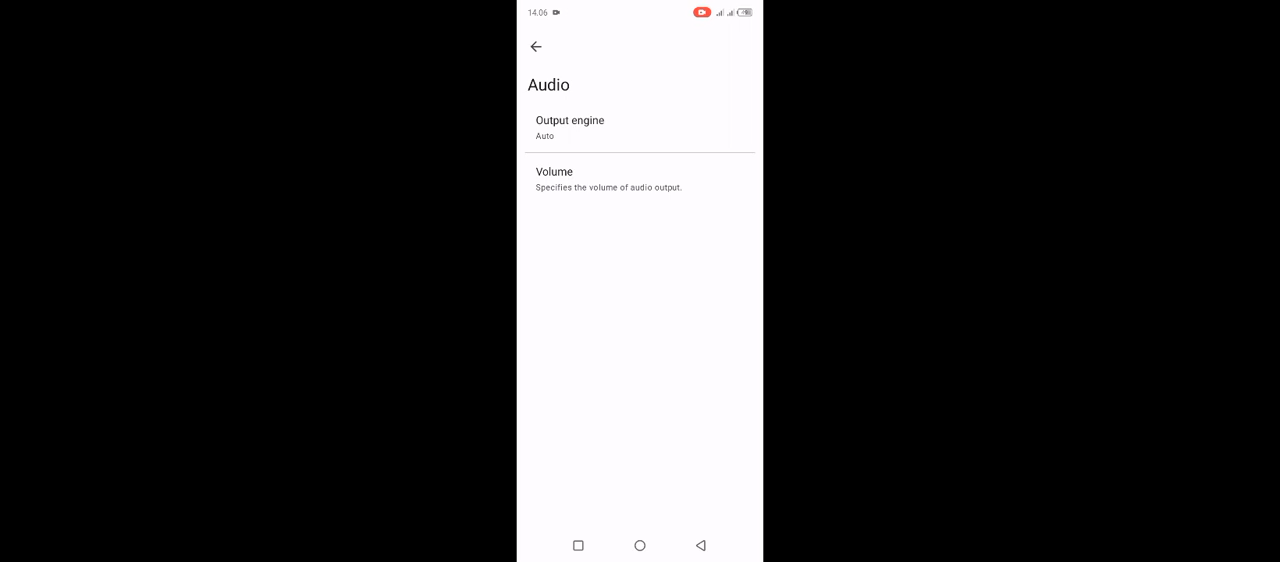 14.06
Audio
Output engine
Auto
Volume
Specifies the volume of audio output.